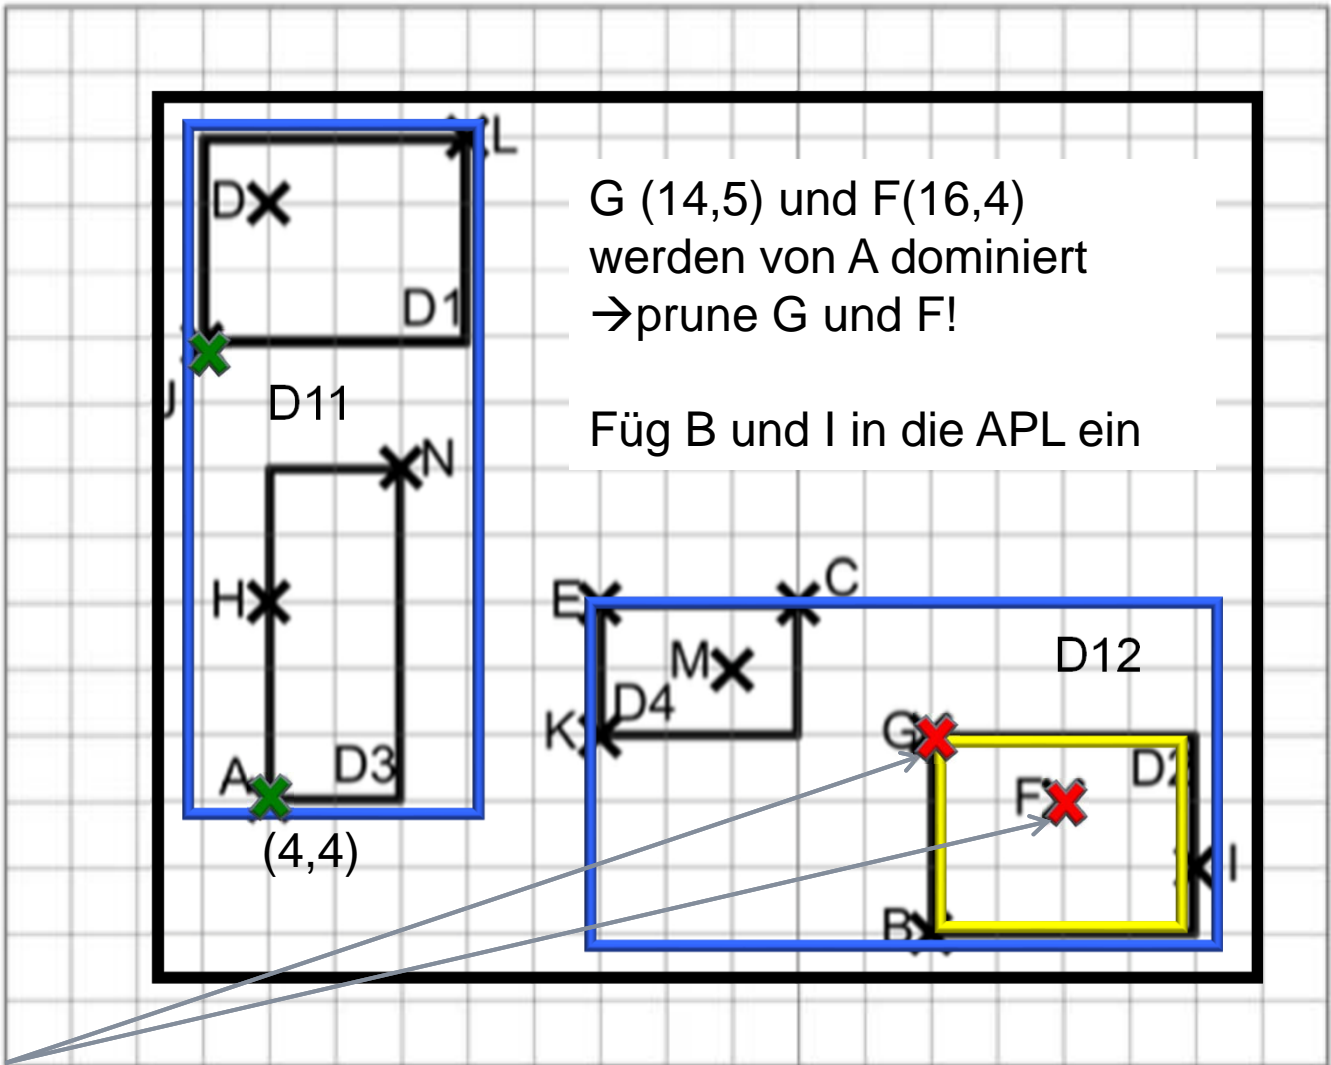 L
D
G (14,5) und F(16,4)
werden von A dominiert
→prune G und F!
D1
J
D11
Füg B und I in die APL ein
N
H
E
C
M
D12
D4
K
G
A
D3
D2
F
(4,4)
I
B